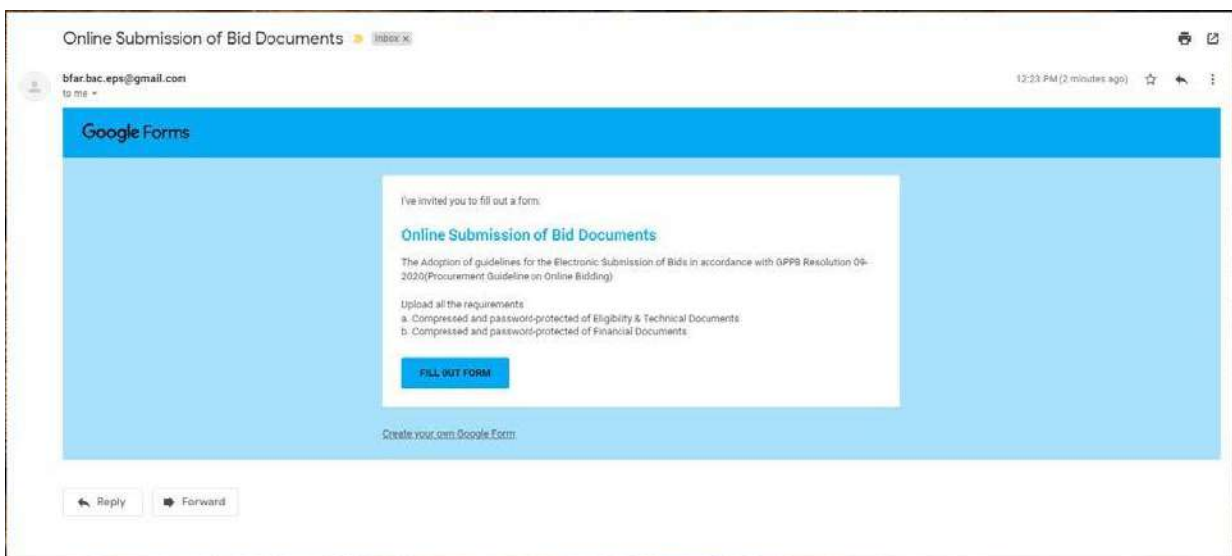 Online Submission of Bid Documents Inbox x
bfar.bac.eps@gmail.com
12:23 PM (2 minutes ago)
to me
Google Forms
I've invited you to fill out a form:
Online Submission of Bid Documents
The Adoption of guidelines for the Electronic Submission of Bids in accordance with GPPB Resolution 09-
2020(Procurement Guideline on Online Bidding)
Upload all the requirements
a. Compressed and password-protected of Eligibility & Technical Documents
b. Compressed and password-protected of Financial Documents
FILL OUT FORM
Create your own Google Form
Reply
Forward